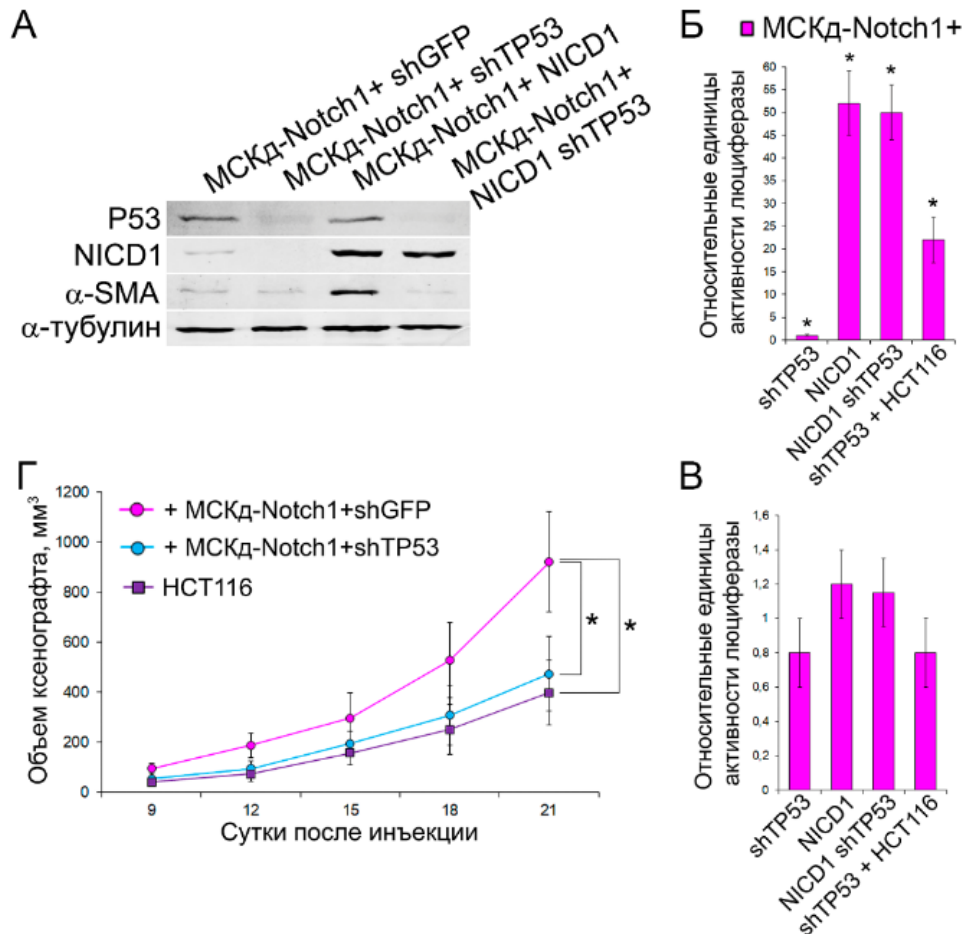 А
МСКд-Notch1+ shGFP
МСКд-Notch1+ shTP53
МСКд-Notch1+ NICD1
МСКд-Notch1+
NICD1 shTP53
P53
NICD1
α-SMA
α-тубулин
Б
МСКд-Notch1+
Относительные единицы
активности люциферазы
60
55
50
45
40
35
30
25
20
15
10
5
0
*
*
*
*
shTP53
NICD1
NICD1 shTP53
shTP53 + HCT116
Г
Объем ксенографта, мм³
1200
1000
800
600
400
200
0
+ МСКд-Notch1+shGFP
+ МСКд-Notch1+shTP53
HCT116
*
*
9
12
15
18
21
Сутки после инъекции
В
Относительные единицы
активности люциферазы
1,6
1,4
1,2
1
0,8
0,6
0,4
0,2
0
shTP53
NICD1
NICD1 shTP53
shTP53 + HCT116